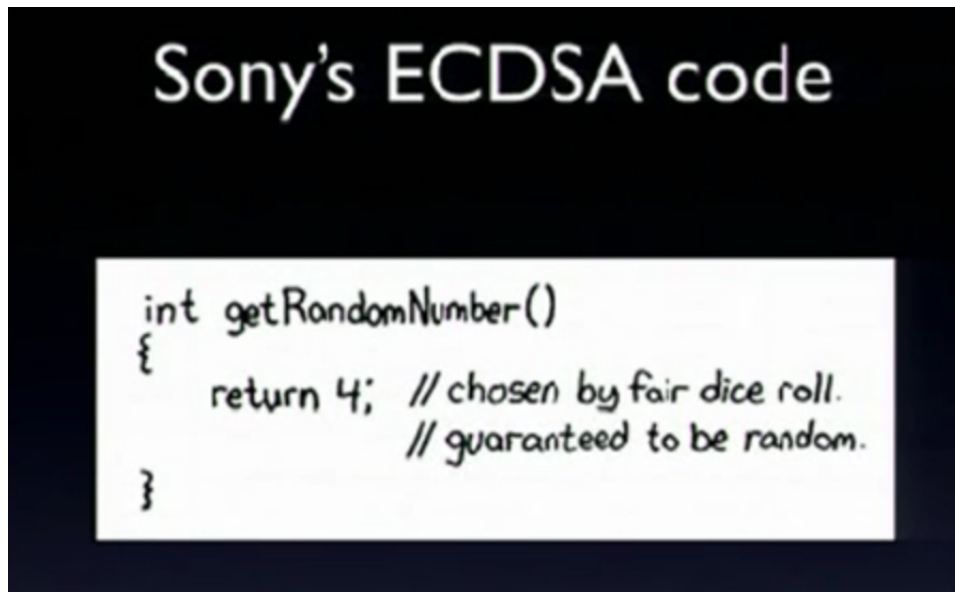 Sony's ECDSA code
int getRandomNumber()
{
return 4; // chosen by fair dice roll.
// guaranteed to be random.
}